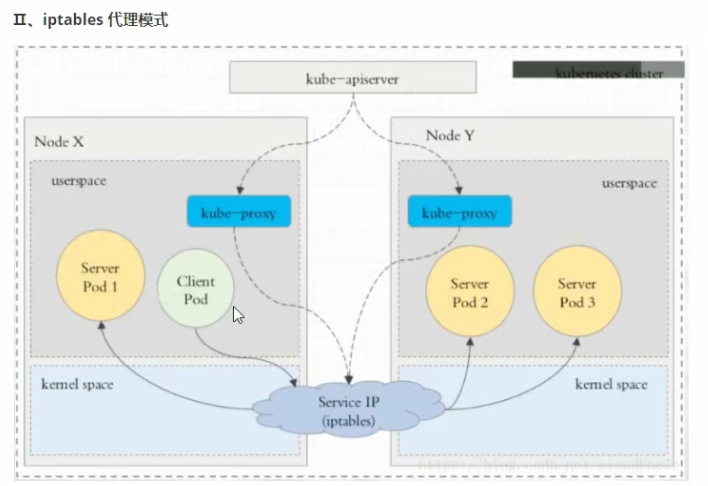 Ⅱ、iptables 代理模式
kube-apiserver
kubernetes cluster
Node X
Node Y
userspace
userspace
kube-proxy
kube-proxy
Server
Pod 1
Client
Pod
Server
Pod 2
Server
Pod 3
kernel space
kernel space
Service IP
(iptables)